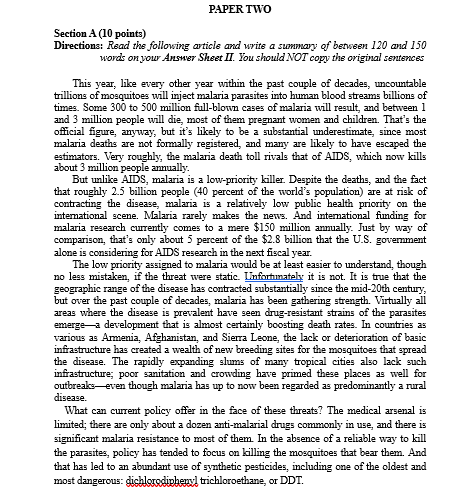 PAPER TWO
Section A (10 points)
Directions: Read the following article and write a summary of between 120 and 150
words on your Answer Sheet II. You should NOT copy the original sentences
This year, like every other year within the past couple of decades, uncountable
trillions of mosquitoes will inject malaria parasites into human blood streams billions of
times. Some 300 to 500 million full-blown cases of malaria will result, and between 1
and 3 million people will die, most of them pregnant women and children. That's the
official figure, anyway, but it's likely to be a substantial underestimate, since most
malaria deaths are not formally registered, and many are likely to have escaped the
estimators. Very roughly, the malaria death toll rivals that of AIDS, which now kills
about 3 million people annually.
But unlike AIDS, malaria is a low-priority killer. Despite the deaths, and the fact
that roughly 2.5 billion people (40 percent of the world's population) are at risk of
contracting the disease, malaria is a relatively low public health priority on the
international scene. Malaria rarely makes the news. And international funding for
malaria research currently comes to a mere $150 million annually. Just by way of
comparison, that's only about 5 percent of the $2.8 billion that the U.S. government
alone is considering for AIDS research in the next fiscal year.
The low priority assigned to malaria would be at least easier to understand, though
no less mistaken, if the threat were static. Unfortunately it is not. It is true that the
geographic range of the disease has contracted substantially since the mid-20th century,
but over the past couple of decades, malaria has been gathering strength. Virtually all
areas where the disease is prevalent have seen drug-resistant strains of the parasites
emerge—a development that is almost certainly boosting death rates. In countries as
various as Armenia, Afghanistan, and Sierra Leone, the lack or deterioration of basic
infrastructure has created a wealth of new breeding sites for the mosquitoes that spread
the disease. The rapidly expanding slums of many tropical cities also lack such
infrastructure; poor sanitation and crowding have primed these places as well for
outbreaks—even though malaria has up to now been regarded as predominantly a rural
disease.
What can current policy offer in the face of these threats? The medical arsenal is
limited; there are only about a dozen anti-malarial drugs commonly in use, and there is
significant malaria resistance to most of them. In the absence of a reliable way to kill
the parasites, policy has tended to focus on killing the mosquitoes that bear them. And
that has led to an abundant use of synthetic pesticides, including one of the oldest and
most dangerous: dichlorodiphenyl trichloroethane, or DDT.